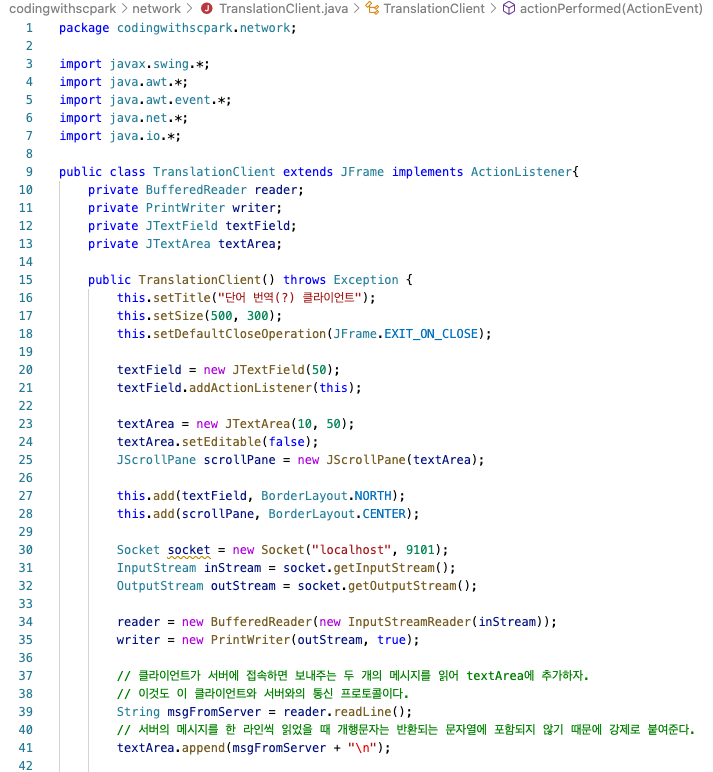 codingwithscpark > network > J TranslationClient.java > TranslationClient > actionPerformed(ActionEvent)
1 package codingwithscpark.network;
2
3 import javax.swing.*;
4 import java.awt.*;
5 import java.awt.event.*;
6 import java.net.*;
7 import java.io.*;
8
9 public class TranslationClient extends JFrame implements ActionListener{
10 private BufferedReader reader;
11 private PrintWriter writer;
12 private JTextField textField;
13 private JTextArea textArea;
14
15 public TranslationClient() throws Exception {
16 this.setTitle("단어 번역(?) 클라이언트");
17 this.setSize(500, 300);
18 this.setDefaultCloseOperation(JFrame.EXIT_ON_CLOSE);
19
20 textField = new JTextField(50);
21 textField.addActionListener(this);
22
23 textArea = new JTextArea(10, 50);
24 textArea.setEditable(false);
25 JScrollPane scrollPane = new JScrollPane(textArea);
26
27 this.add(textField, BorderLayout.NORTH);
28 this.add(scrollPane, BorderLayout.CENTER);
29
30 Socket socket = new Socket("localhost", 9101);
31 InputStream inStream = socket.getInputStream();
32 OutputStream outStream = socket.getOutputStream();
33
34 reader = new BufferedReader(new InputStreamReader(inStream));
35 writer = new PrintWriter(outStream, true);
36
37 // 클라이언트가 서버에 접속하면 보내주는 두 개의 메시지를 읽어 textArea에 추가하자.
38 // 이것도 이 클라이언트와 서버와의 통신 프로토콜이다.
39 String msgFromServer = reader.readLine();
40 // 서버의 메시지를 한 라인씩 읽었을 때 개행문자는 반환되는 문자열에 포함되지 않기 때문에 강제로 붙여준다.
41 textArea.append(msgFromServer + "\n");
42